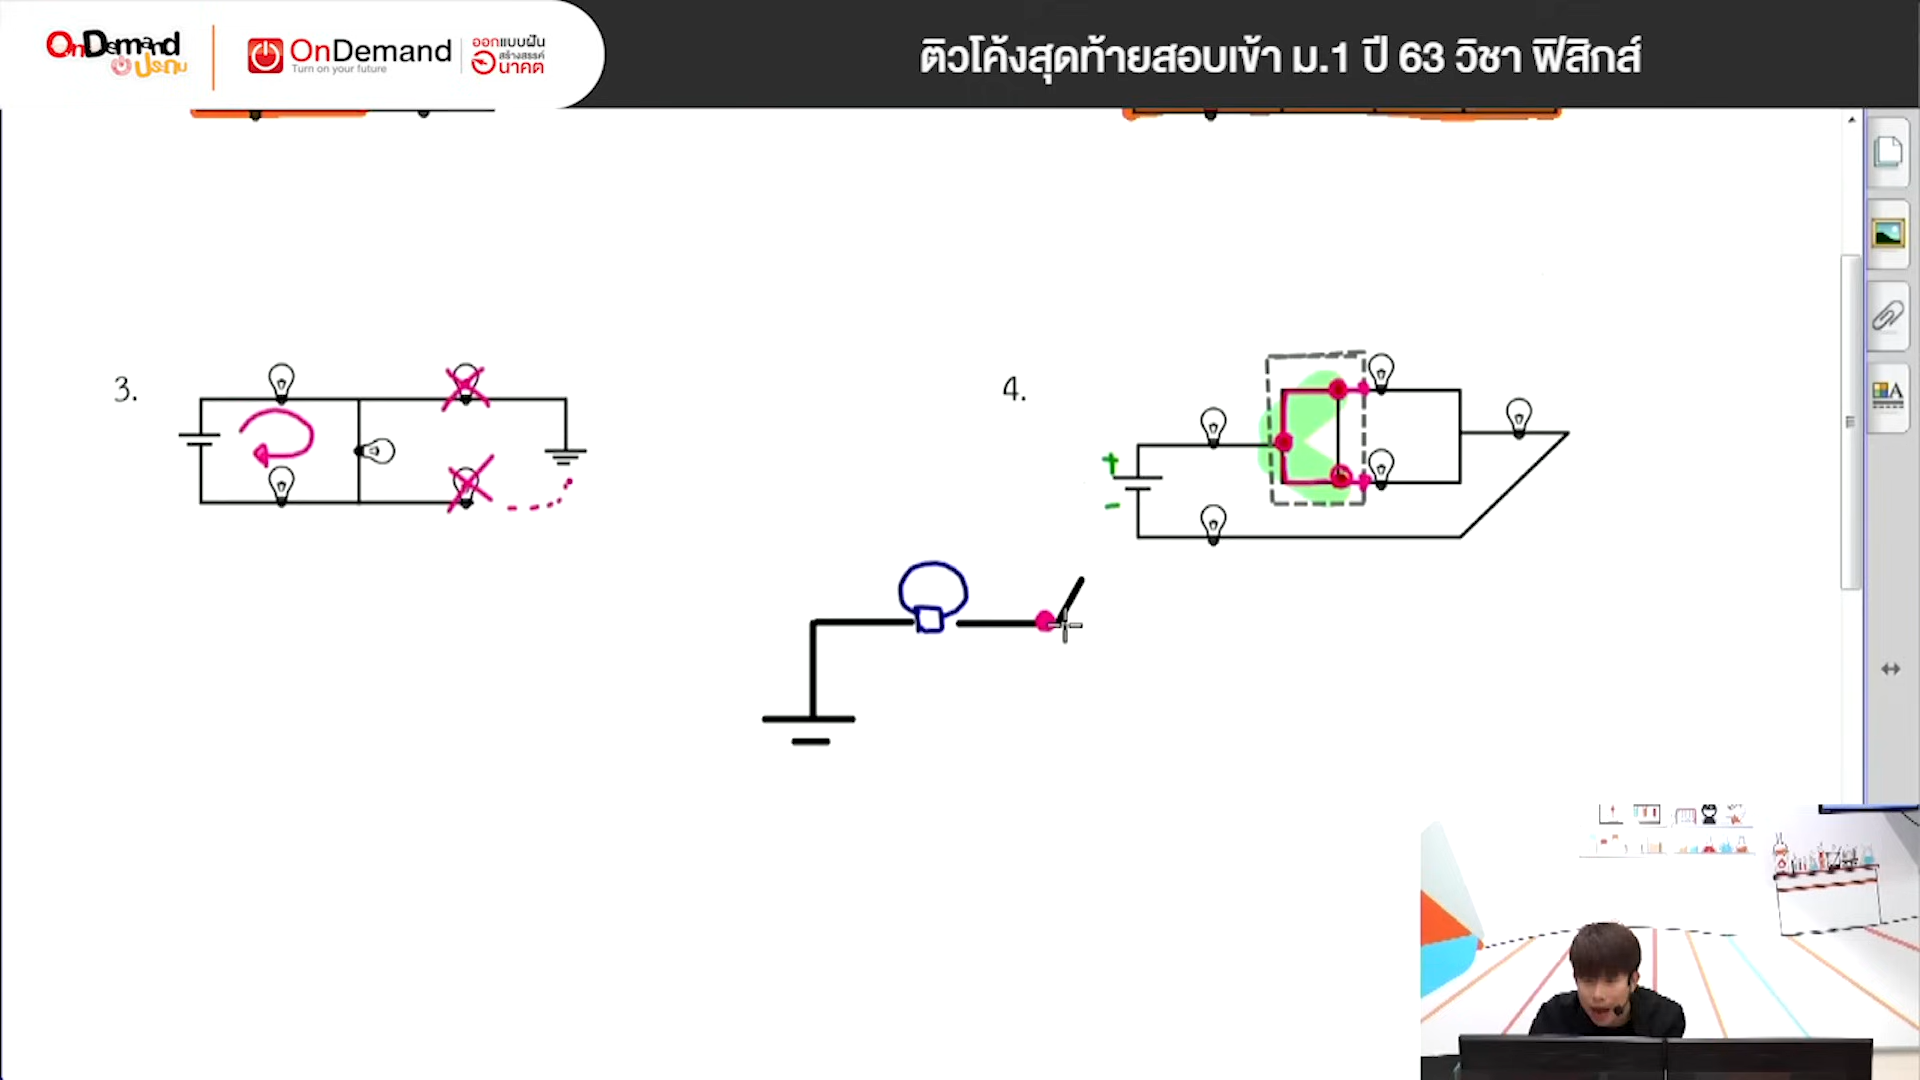 OnDemand
ประถม
OnDemand
Turn on your future
ออกแบบฝัน
สร้างสรรค์
อนาคต
ติวโค้งสุดท้ายสอบเข้า ม.1 ปี 63 วิชา ฟิสิกส์
3.
4.
+
-
A